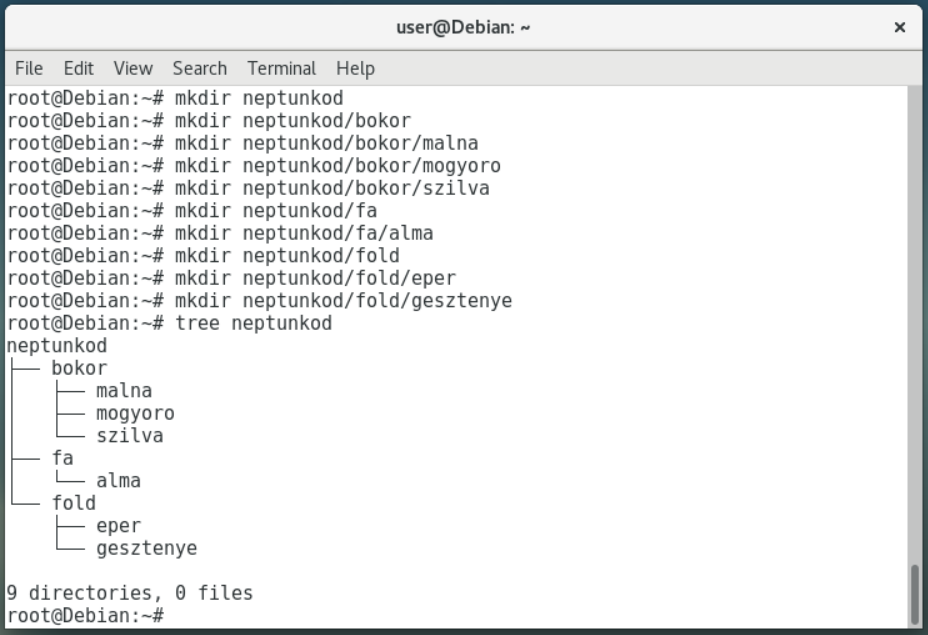 user@Debian: ~ ×
File Edit View Search Terminal Help
root@Debian:~# mkdir neptunkod
root@Debian:~# mkdir neptunkod/bokor
root@Debian:~# mkdir neptunkod/bokor/malna
root@Debian:~# mkdir neptunkod/bokor/mogyoro
root@Debian:~# mkdir neptunkod/bokor/szilva
root@Debian:~# mkdir neptunkod/fa
root@Debian:~# mkdir neptunkod/fa/alma
root@Debian:~# mkdir neptunkod/fold
root@Debian:~# mkdir neptunkod/fold/eper
root@Debian:~# mkdir neptunkod/fold/gesztenye
root@Debian:~# tree neptunkod
neptunkod
├── bokor
│   ├── malna
│   ├── mogyoro
│   └── szilva
├── fa
│   └── alma
└── fold
    ├── eper
    └── gesztenye

9 directories, 0 files
root@Debian:~#